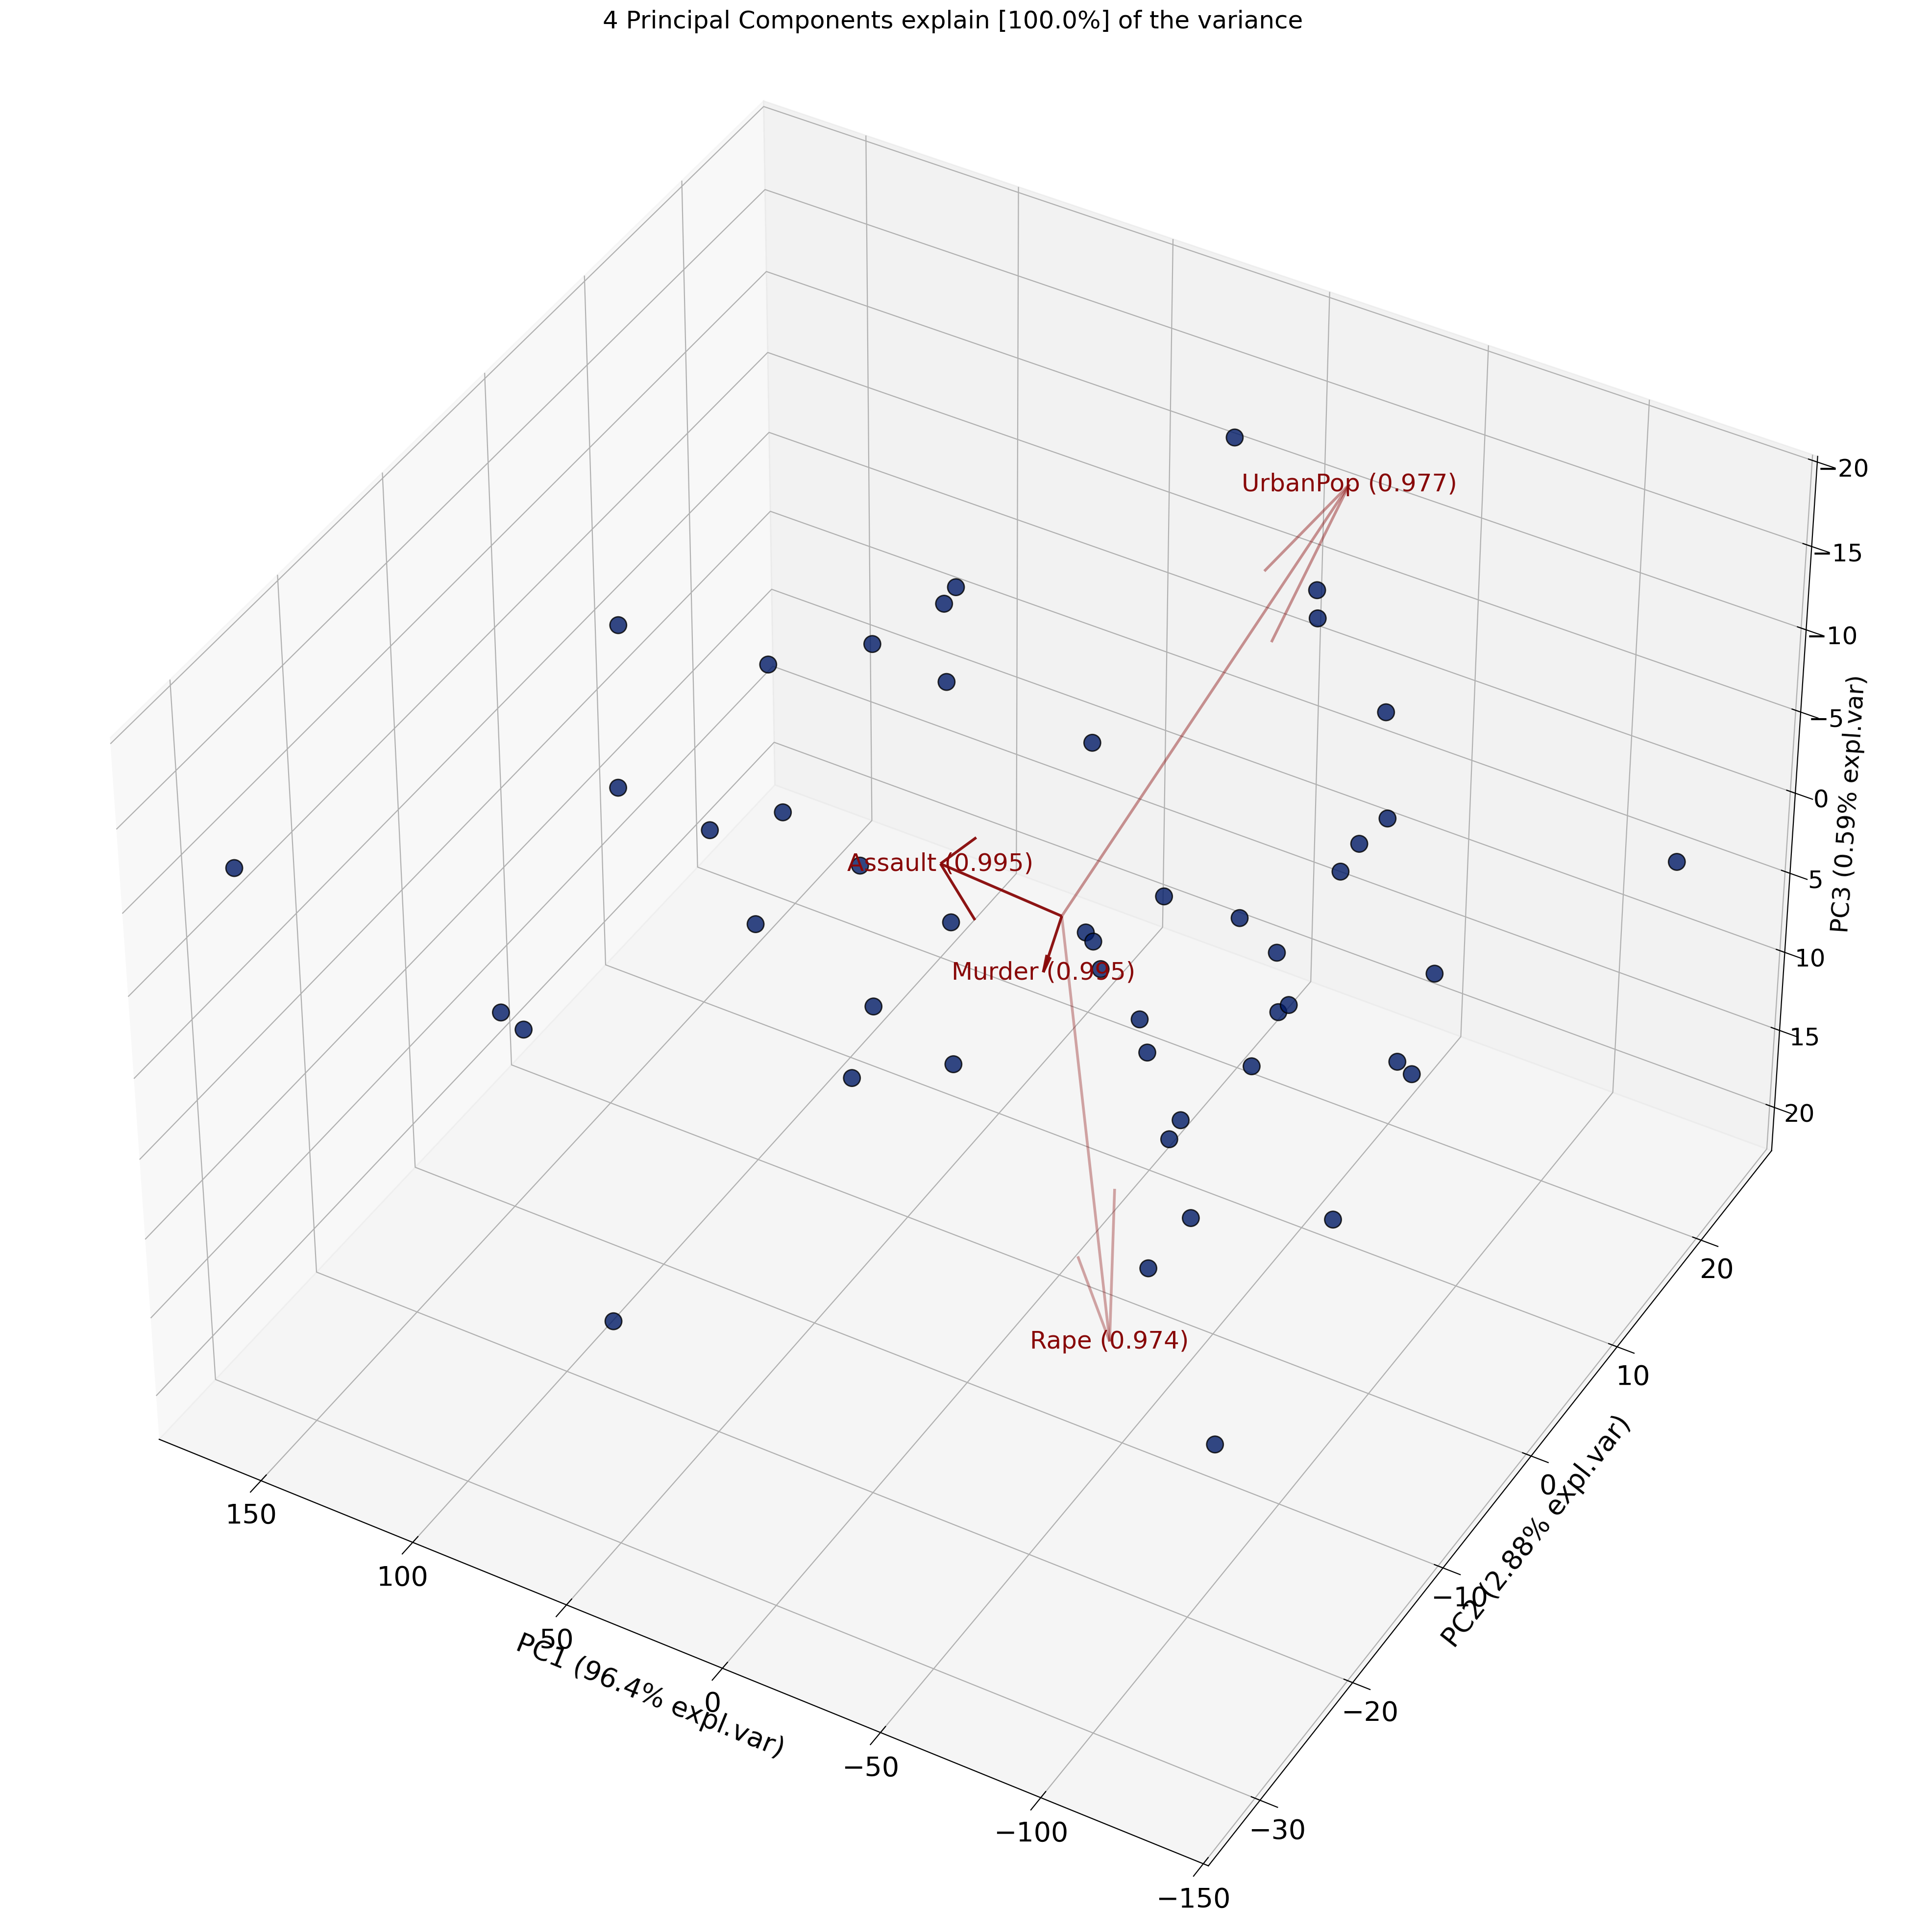 4 Principal Components explain [100.0%] of the variance
UrbanPop (0.977)
Assault (0.995)
Murder (0.995)
Rape (0.974)
−20
−15
−10
−5
0
5
10
15
20
PC3 (0.59% expl.var)
20
10
0
−10
−20
−30
PC2 (2.88% expl.var)
150
100
50
0
−50
−100
−150
PC1 (96.4% expl.var)